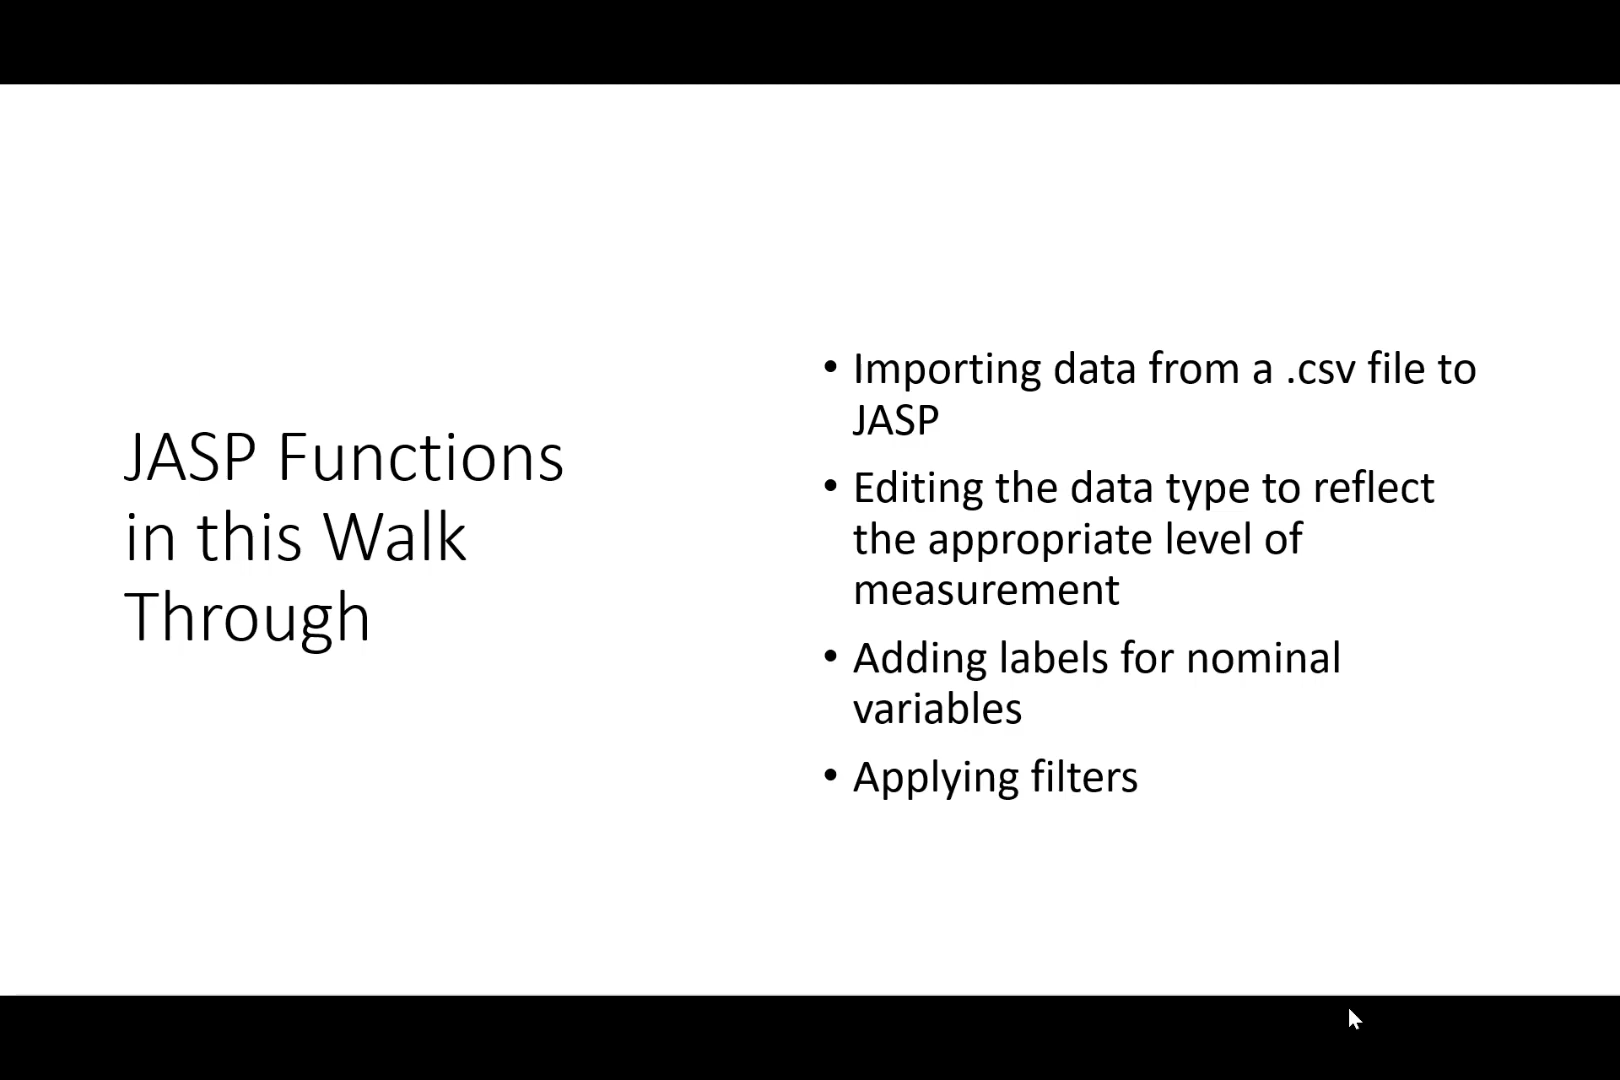 JASP Functions
in this Walk
Through
• Importing data from a .csv file to
JASP
• Editing the data type to reflect
the appropriate level of
measurement
• Adding labels for nominal
variables
• Applying filters